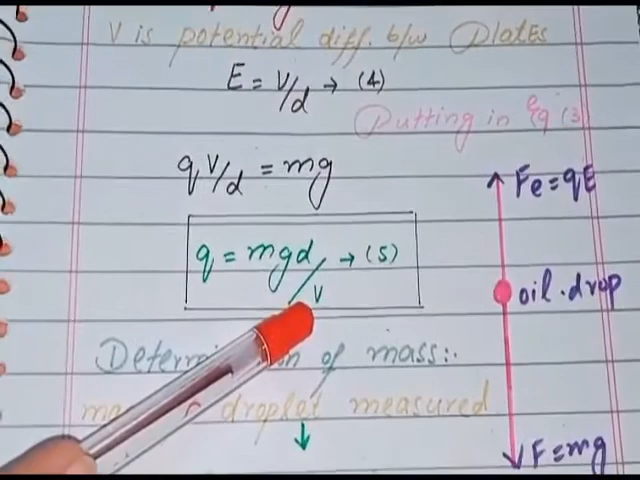 V is potential diff. b/w Plates
E = V/d → (4)
Putting in eq (3
qV/d = mg
Fe = qE
q = mgd/V → (5)
oil.drop
of mass:.
droplet measured
↓
F = mg